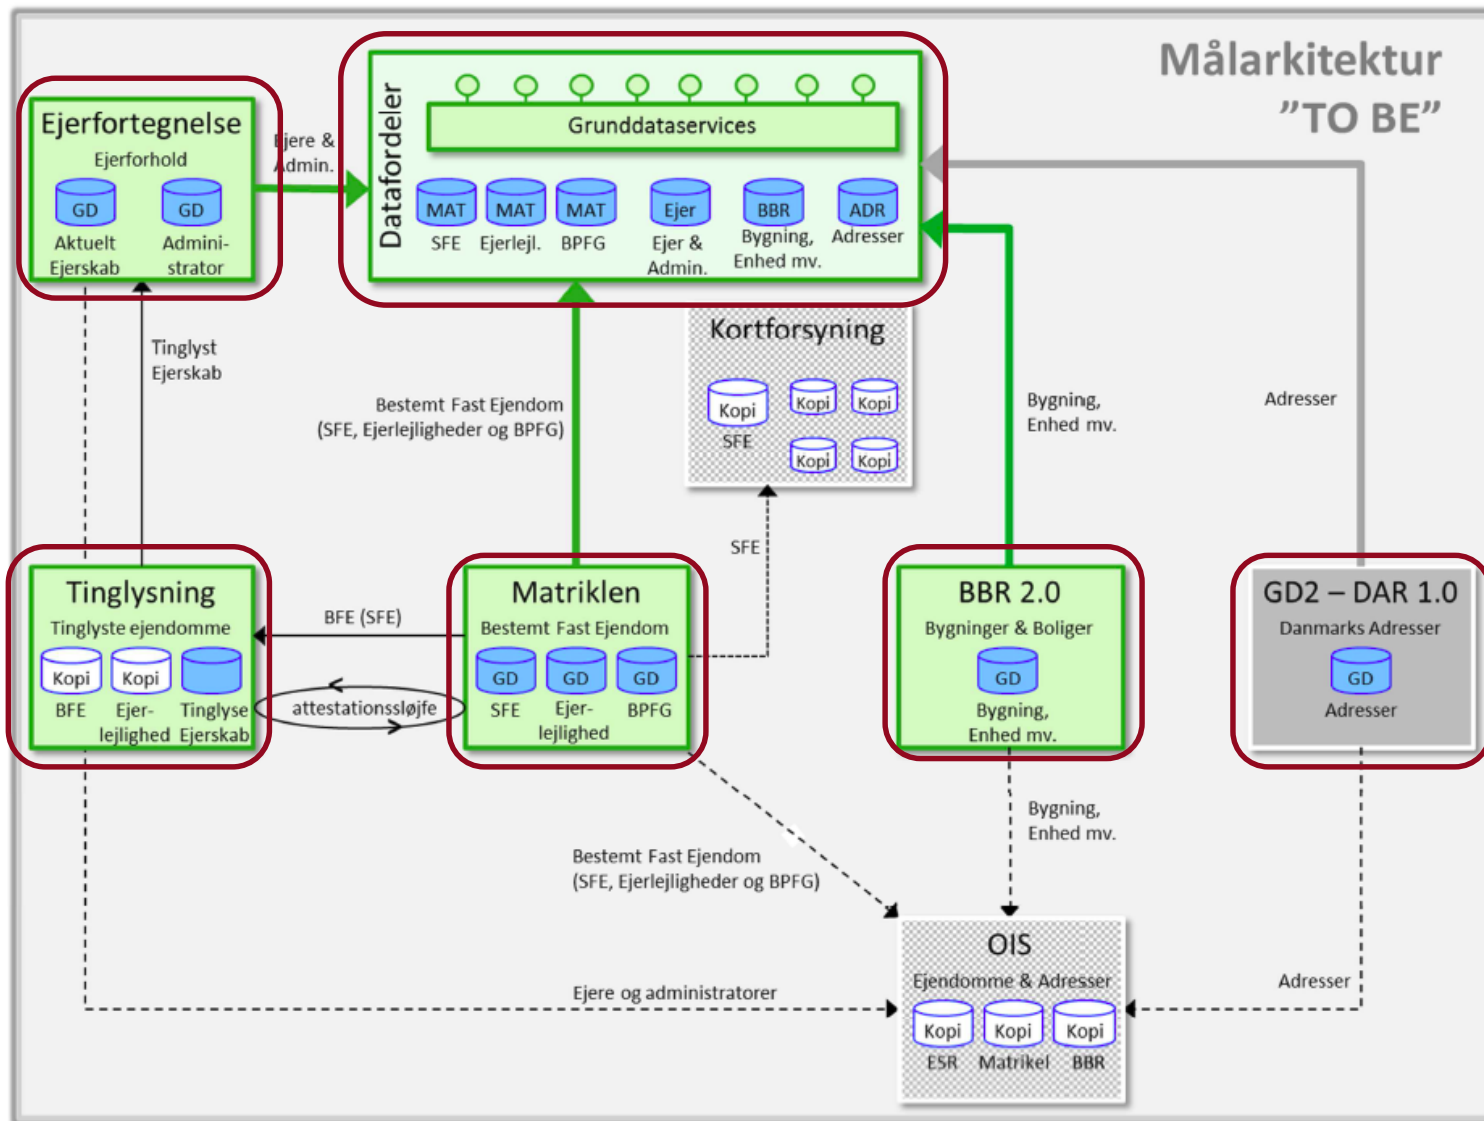 Målarkitektur
"TO BE"
Ejerfortegnelse
Ejerforhold
GD
GD
Aktuelt
Ejerskab
Admini-
strator
Ejere &
Admin.
Datafordeler
Grunddataservices
MAT
MAT
MAT
Ejer
BBR
ADR
SFE
Ejerlejl.
BPFG
Ejer &
Admin.
Bygning,
Enhed mv.
Adresser
Kortforsyning
Kopi
Kopi
Kopi
SFE
Kopi
Kopi
Tinglyst
Ejerskab
Bestemt Fast Ejendom
(SFE, Ejerlejligheder og BPFG)
Bygning,
Enhed mv.
Adresser
SFE
Tinglysning
Tinglyste ejendomme
Kopi
Kopi
BFE
Ejer-
lejlighed
Tinglyse
Ejerskab
BFE (SFE)
attestationssløjfe
Matriklen
Bestemt Fast Ejendom
GD
GD
GD
SFE
Ejer-
lejlighed
BPFG
BBR 2.0
Bygninger & Boliger
GD
Bygning,
Enhed mv.
GD2 – DAR 1.0
Danmarks Adresser
GD
Adresser
Bygning,
Enhed mv.
Bestemt Fast Ejendom
(SFE, Ejerlejligheder og BPFG)
Ejere og administratorer
Adresser
OIS
Ejendomme & Adresser
Kopi
Kopi
Kopi
ESR
Matrikel
BBR